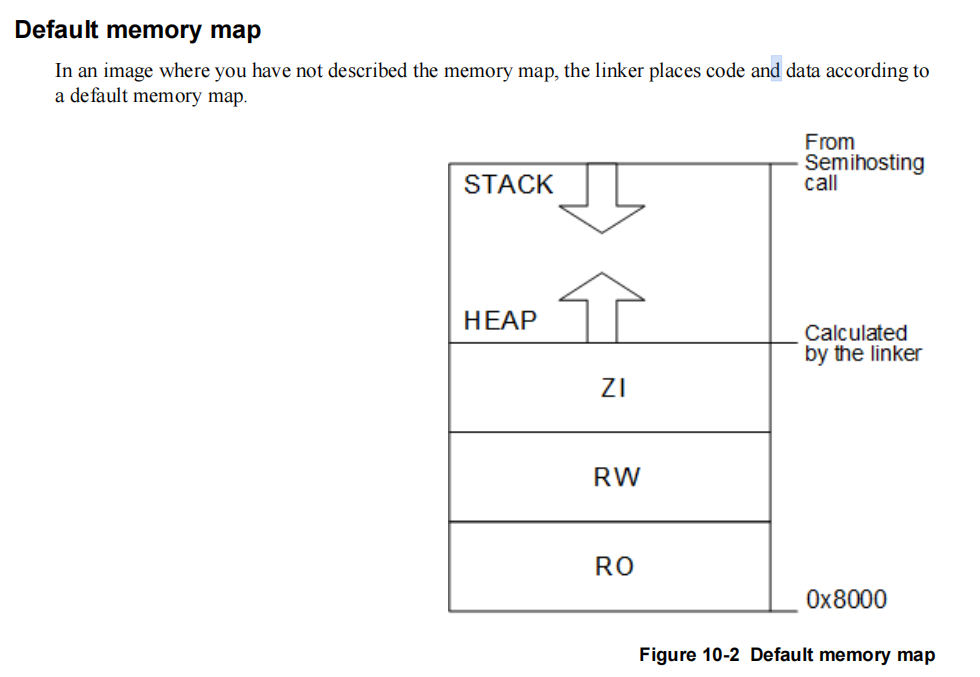 Default memory map
In an image where you have not described the memory map, the linker places code and data according to
a default memory map.
From
Semihosting
call
STACK
HEAP
Calculated
by the linker
ZI
RW
RO
0x8000
Figure 10-2 Default memory map